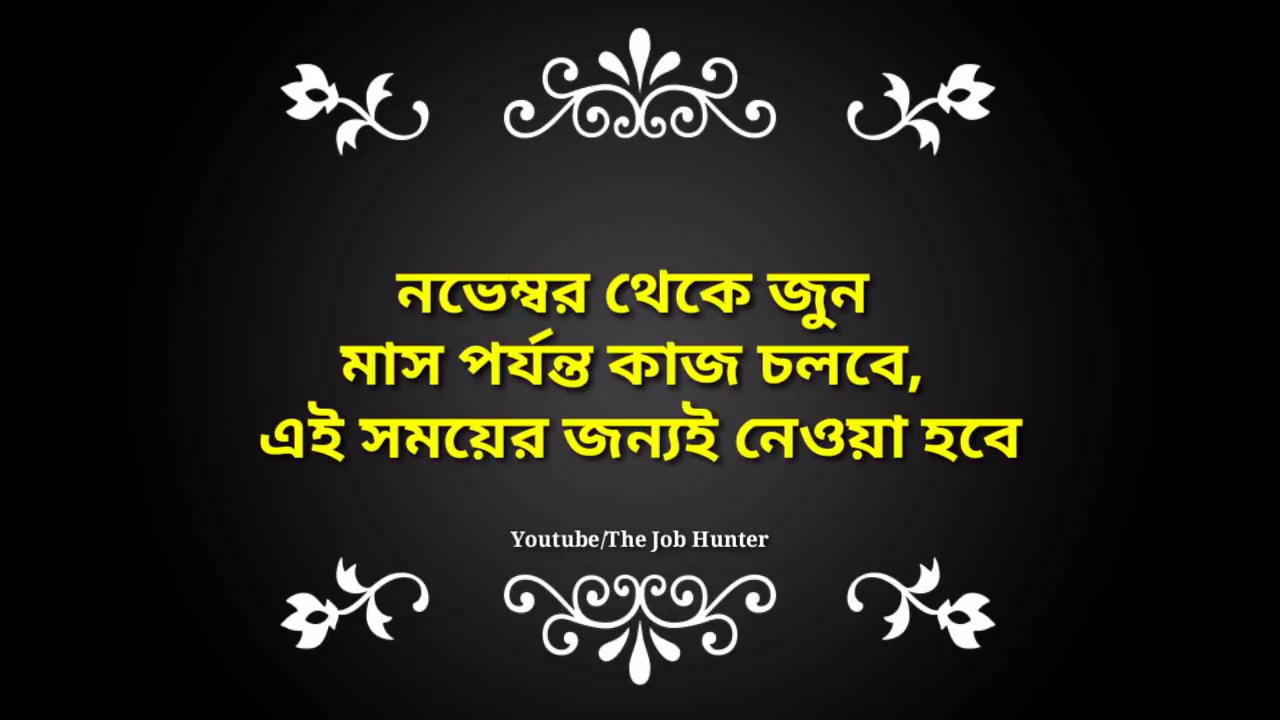 নভেম্বর থেকে জুন
মাস পর্যন্ত কাজ চলবে,
এই সময়ের জন্যই নেওয়া হবে
Youtube/The Job Hunter